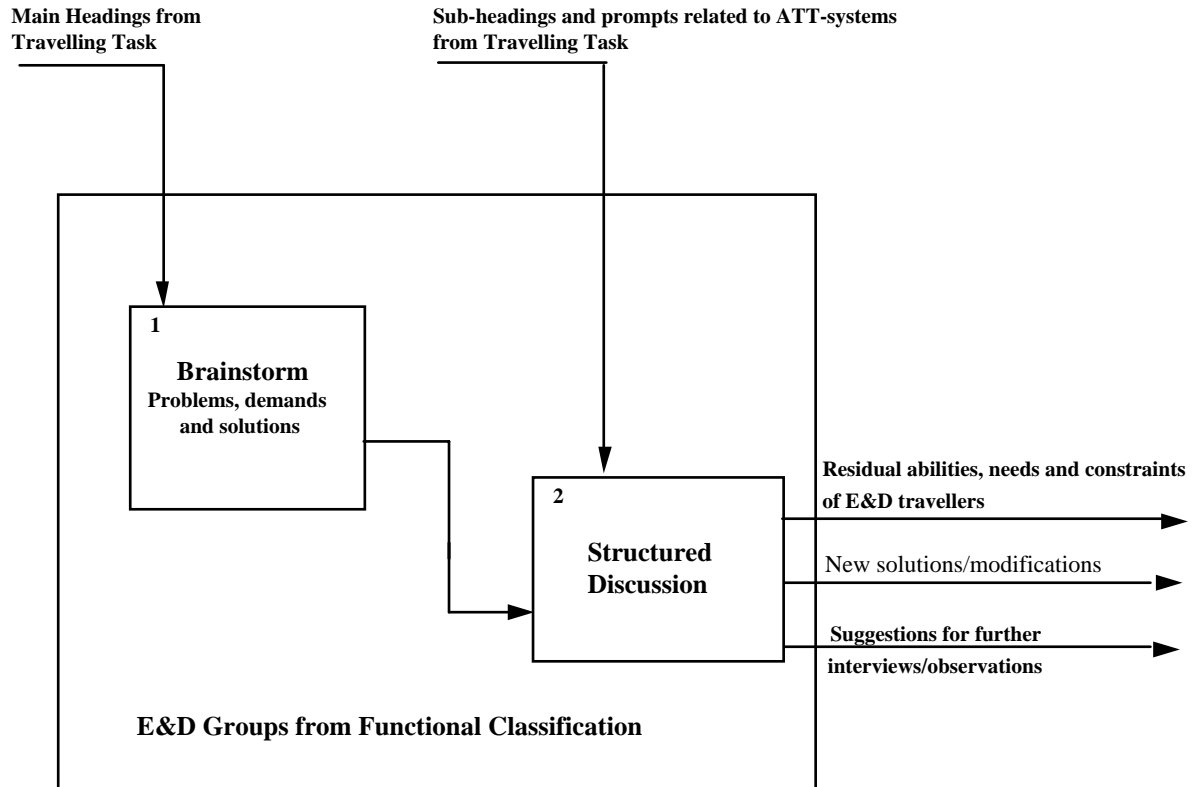 Main Headings from
Travelling Task
Sub-headings and prompts related to ATT-systems
from Travelling Task
1
Brainstorm
Problems, demands
and solutions
2
Structured
Discussion
Residual abilities, needs and constraints
of E&D travellers
New solutions/modifications
Suggestions for further
interviews/observations
E&D Groups from Functional Classification